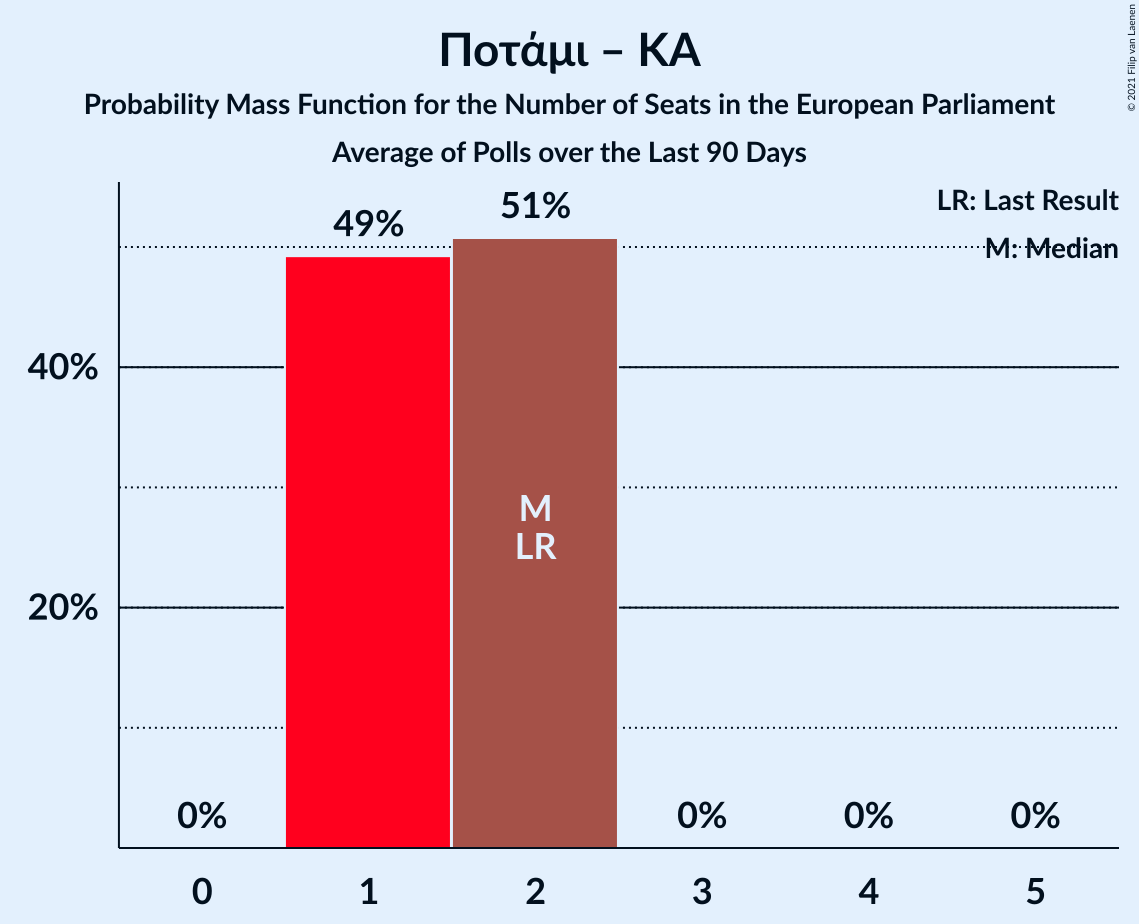 Ποτάμι – ΚΑ
Probability Mass Function for the Number of Seats in the European Parliament
Average of Polls over the Last 90 Days
© 2021 Filip van Laenen
LR: Last Result
M: Median
49%
51%
40%
20%
M
LR
0%
0%
0%
0%
0
1
2
3
4
5